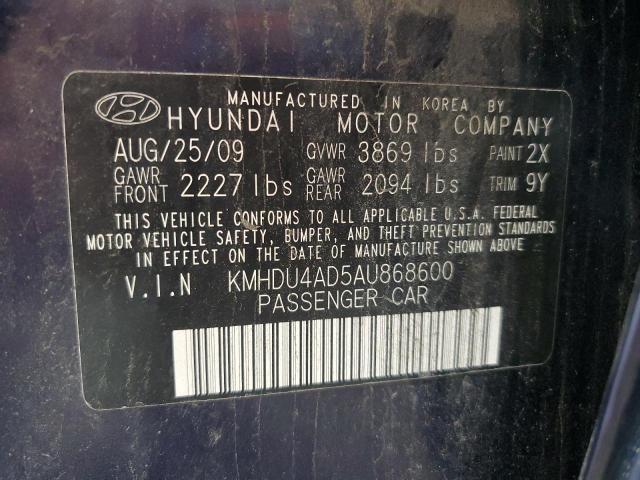 MANUFACTURED IN KOREA BY
HYUNDAI MOTOR COMPANY
AUG/25/09 GVWR 3869 lbs PAINT 2X
GAWR FRONT 2227 lbs GAWR REAR 2094 lbs TRIM 9Y
THIS VEHICLE CONFORMS TO ALL APPLICABLE U.S.A. FEDERAL
MOTOR VEHICLE SAFETY, BUMPER, AND THEFT PREVENTION STANDARDS
IN EFFECT ON THE DATE OF MANUFACTURE SHOWN ABOVE.
V.I.N KMHDU4AD5AU868600
PASSENGER CAR